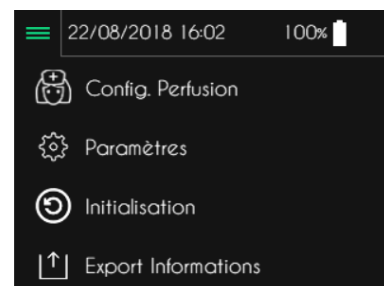 22/08/2018 16:02 100%
Config. Perfusion
Paramètres
Initialisation
Export Informations